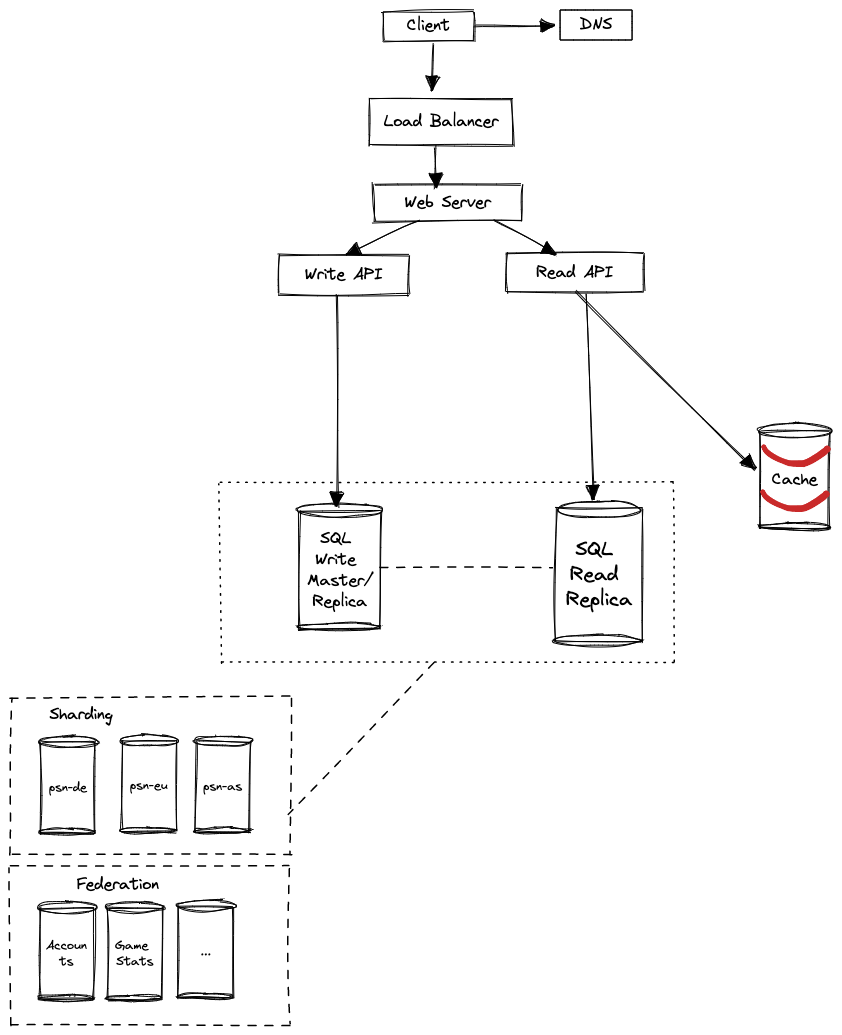 Client
DNS
Load Balancer
Web Server
Write API
Read API
Cache
SQL
Write
Master/
Replica
SQL
Read
Replica
Sharding
psn-de
psn-eu
psn-as
Federation
Accoun
ts
Game
Stats
...